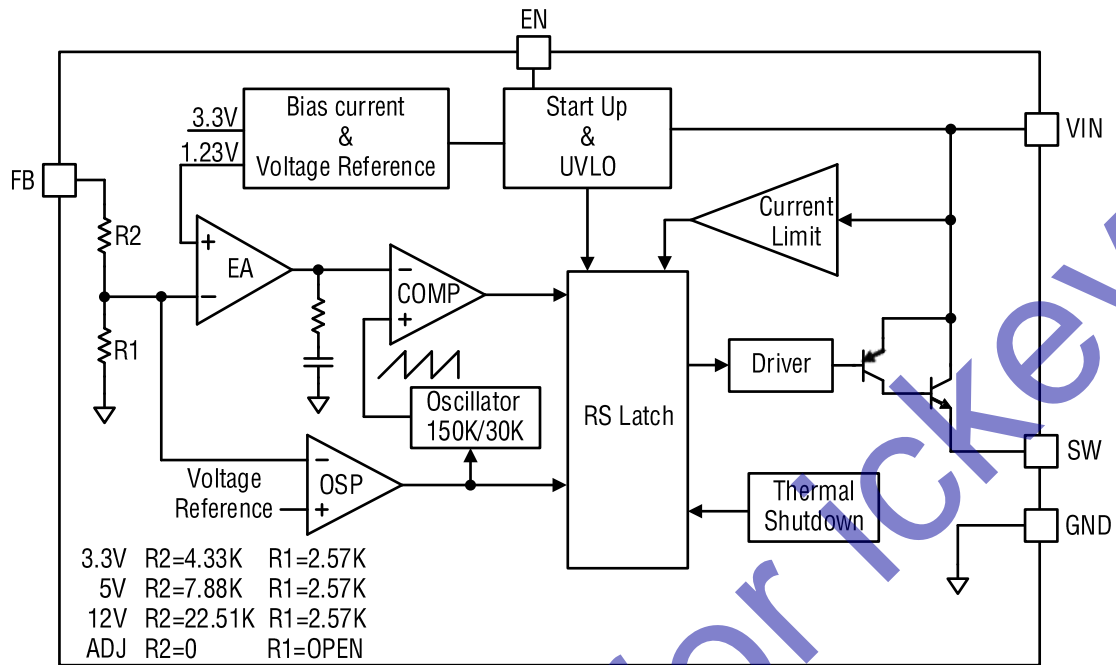 EN
Bias current
&
Voltage Reference
3.3V
1.23V
Start Up
&
UVLO
VIN
FB
R2
R1
+
EA
−
Current
Limit
−
COMP
+
Oscillator
150K/30K
RS Latch
Driver
SW
−
OSP
+
Voltage
Reference
Thermal
Shutdown
GND
3.3V R2=4.33K R1=2.57K
5V R2=7.88K R1=2.57K
12V R2=22.51K R1=2.57K
ADJ R2=0 R1=OPEN
or ickey